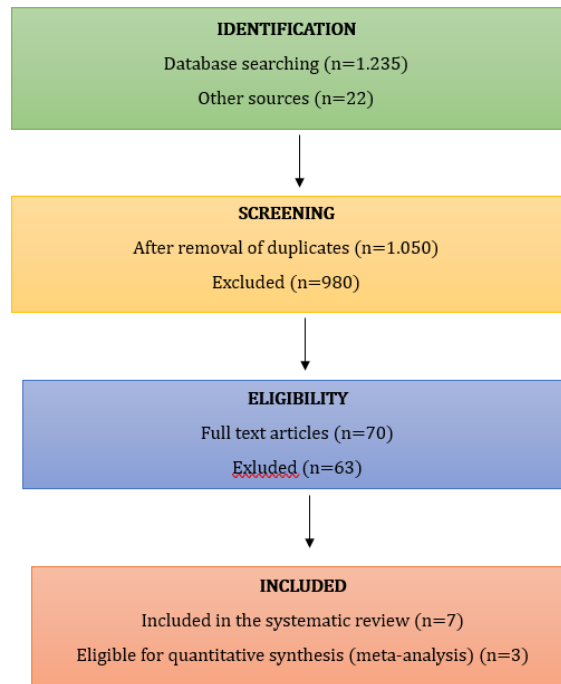 IDENTIFICATION
Database searching (n=1.235)
Other sources (n=22)
SCREENING
After removal of duplicates (n=1.050)
Excluded (n=980)
ELIGIBILITY
Full text articles (n=70)
Exluded (n=63)
INCLUDED
Included in the systematic review (n=7)
Eligible for quantitative synthesis (meta-analysis) (n=3)